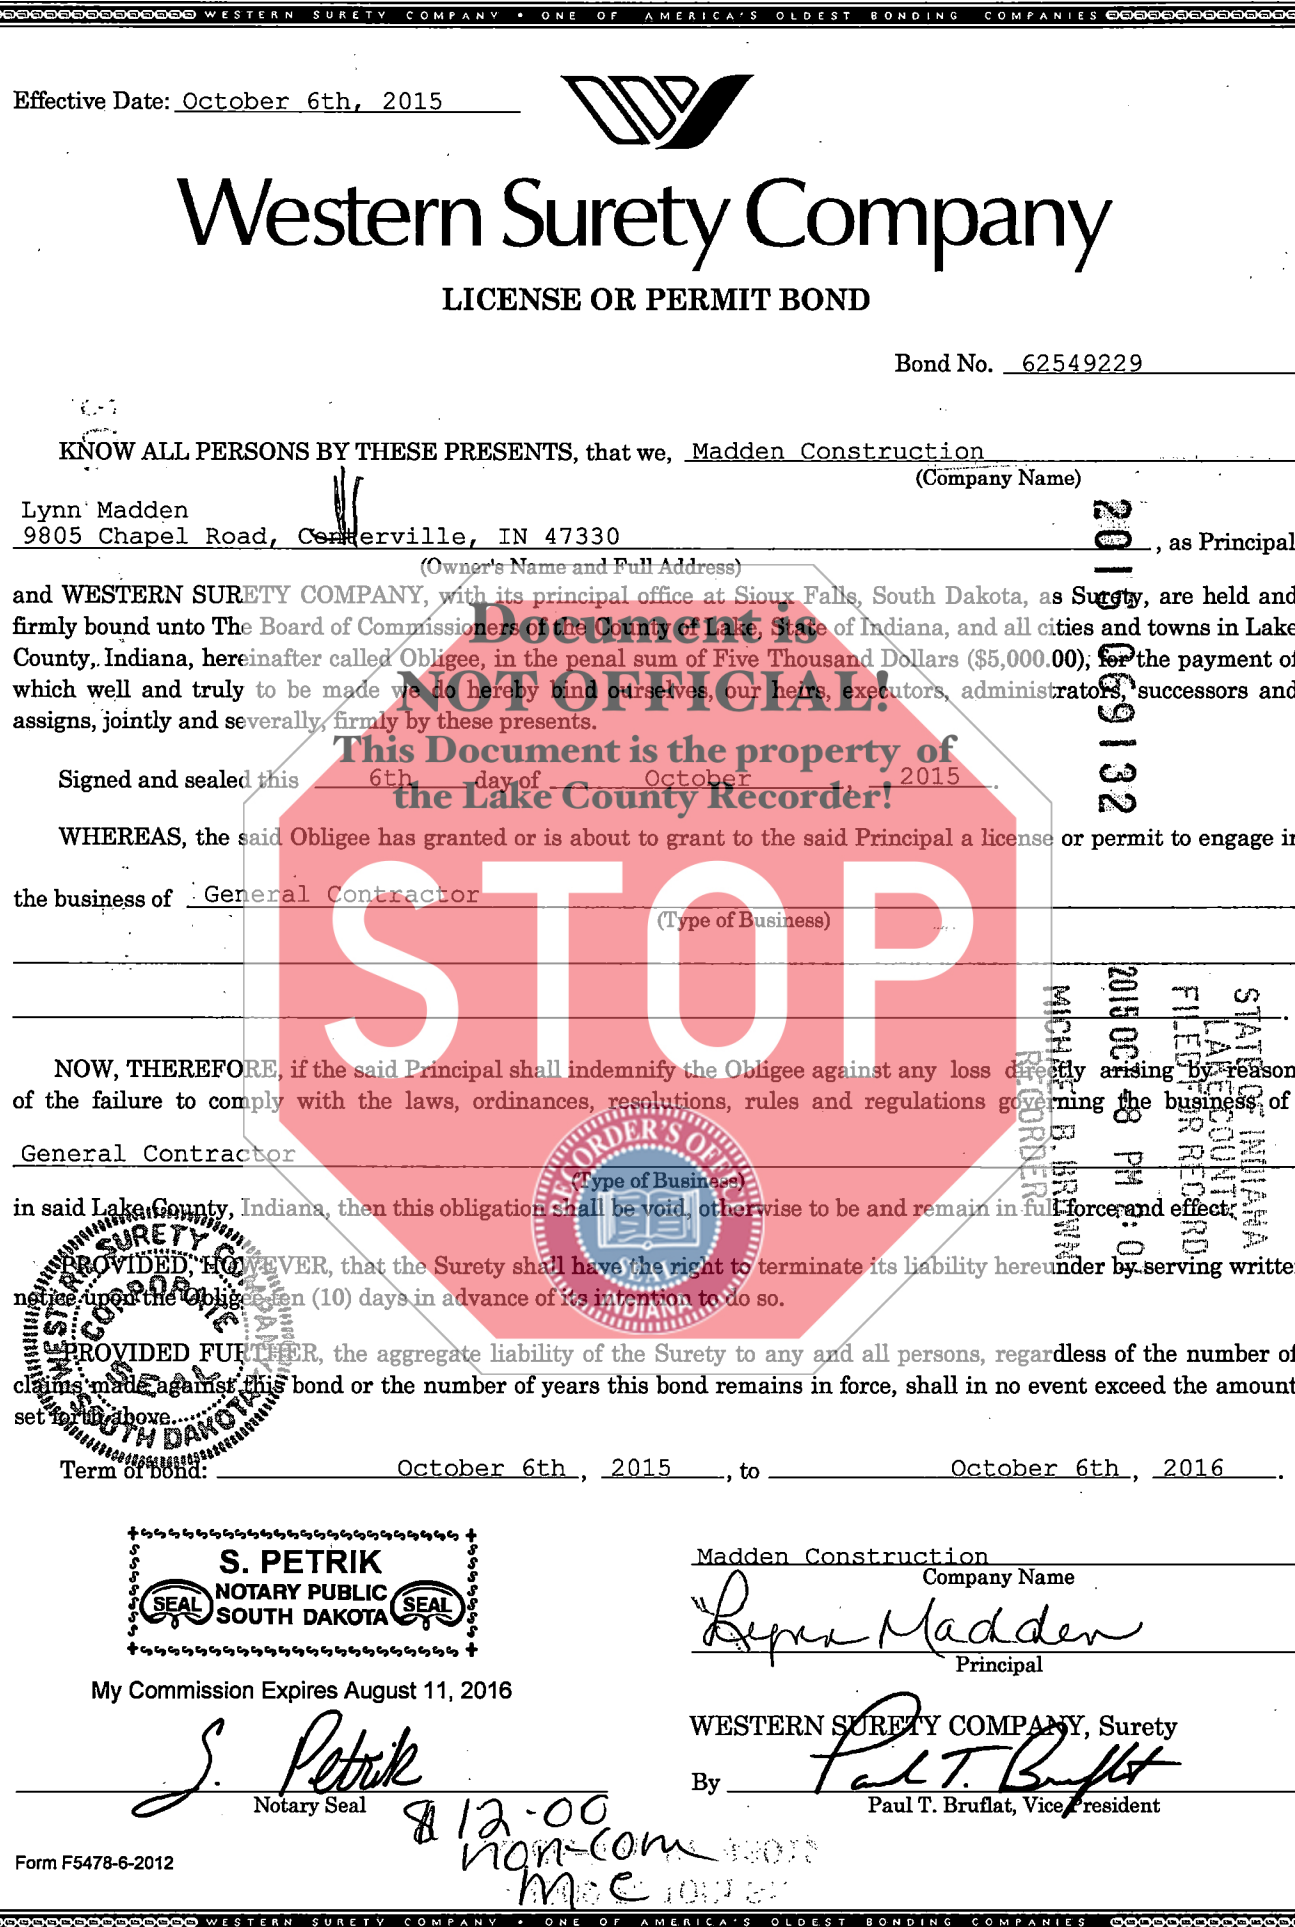 WESTERN SURETY COMPANY • ONE OF AMERICA'S OLDEST BONDING COMPANIES
Effective Date: October 6th, 2015
Western Surety Company
LICENSE OR PERMIT BOND
Bond No. 62549229
KNOW ALL PERSONS BY THESE PRESENTS, that we, Madden Construction
(Company Name)
Lynn Madden
9805 Chapel Road, Centerville, IN 47330, as Principal
(Owner's Name and Full Address)
and WESTERN SURETY COMPANY, with its principal office at Sioux Falls, South Dakota, as Surety, are held and
firmly bound unto The Board of Commissioners of the County of Lake, State of Indiana, and all cities and towns in Lake
County, Indiana, hereinafter called Obligee, in the penal sum of Five Thousand Dollars ($5,000.00), for the payment of
which well and truly to be made we do hereby bind ourselves, our heirs, executors, administrators, successors and
assigns, jointly and severally, firmly by these presents.
Document is
NOT OFFICIAL!
This Document is the property of
the Lake County Recorder!
STOP
2015 069132
Signed and sealed this 6th day of October, 2015.
WHEREAS, the said Obligee has granted or is about to grant to the said Principal a license or permit to engage in
the business of General Contractor
(Type of Business)
STATE OF INDIANA
LAKE COUNTY
FILED FOR RECORD
MICHAEL B. BROWN
RECORDER
NOW, THEREFORE, if the said Principal shall indemnify the Obligee against any loss directly arising by reason
of the failure to comply with the laws, ordinances, resolutions, rules and regulations governing the business of
General Contractor
(Type of Business)
in said Lake County, Indiana, then this obligation shall be void, otherwise to be and remain in full force and effect.
RECORDER'S OFFICE
INDIANA
PROVIDED, HOWEVER, that the Surety shall have the right to terminate its liability hereunder by serving writte
notice upon the Obligee ten (10) days in advance of its intention to do so.
PROVIDED FURTHER, the aggregate liability of the Surety to any and all persons, regardless of the number of
claims made against this bond or the number of years this bond remains in force, shall in no event exceed the amount
set forth above.
WESTERN SURETY COMPANY
CORPORATE
SEAL
SOUTH DAKOTA
Term of bond: October 6th, 2015, to October 6th, 2016.
S. PETRIK
SEAL NOTARY PUBLIC SEAL
SOUTH DAKOTA
My Commission Expires August 11, 2016
S. Petrik
Notary Seal
Madden Construction
Company Name
Lynn Madden
Principal
WESTERN SURETY COMPANY, Surety
By Paul T. Bruflat
Paul T. Bruflat, Vice President
$12.00
non-com
MC
Form F5478-6-2012
WESTERN SURETY COMPANY • ONE OF AMERICA'S OLDEST BONDING COMPANIES